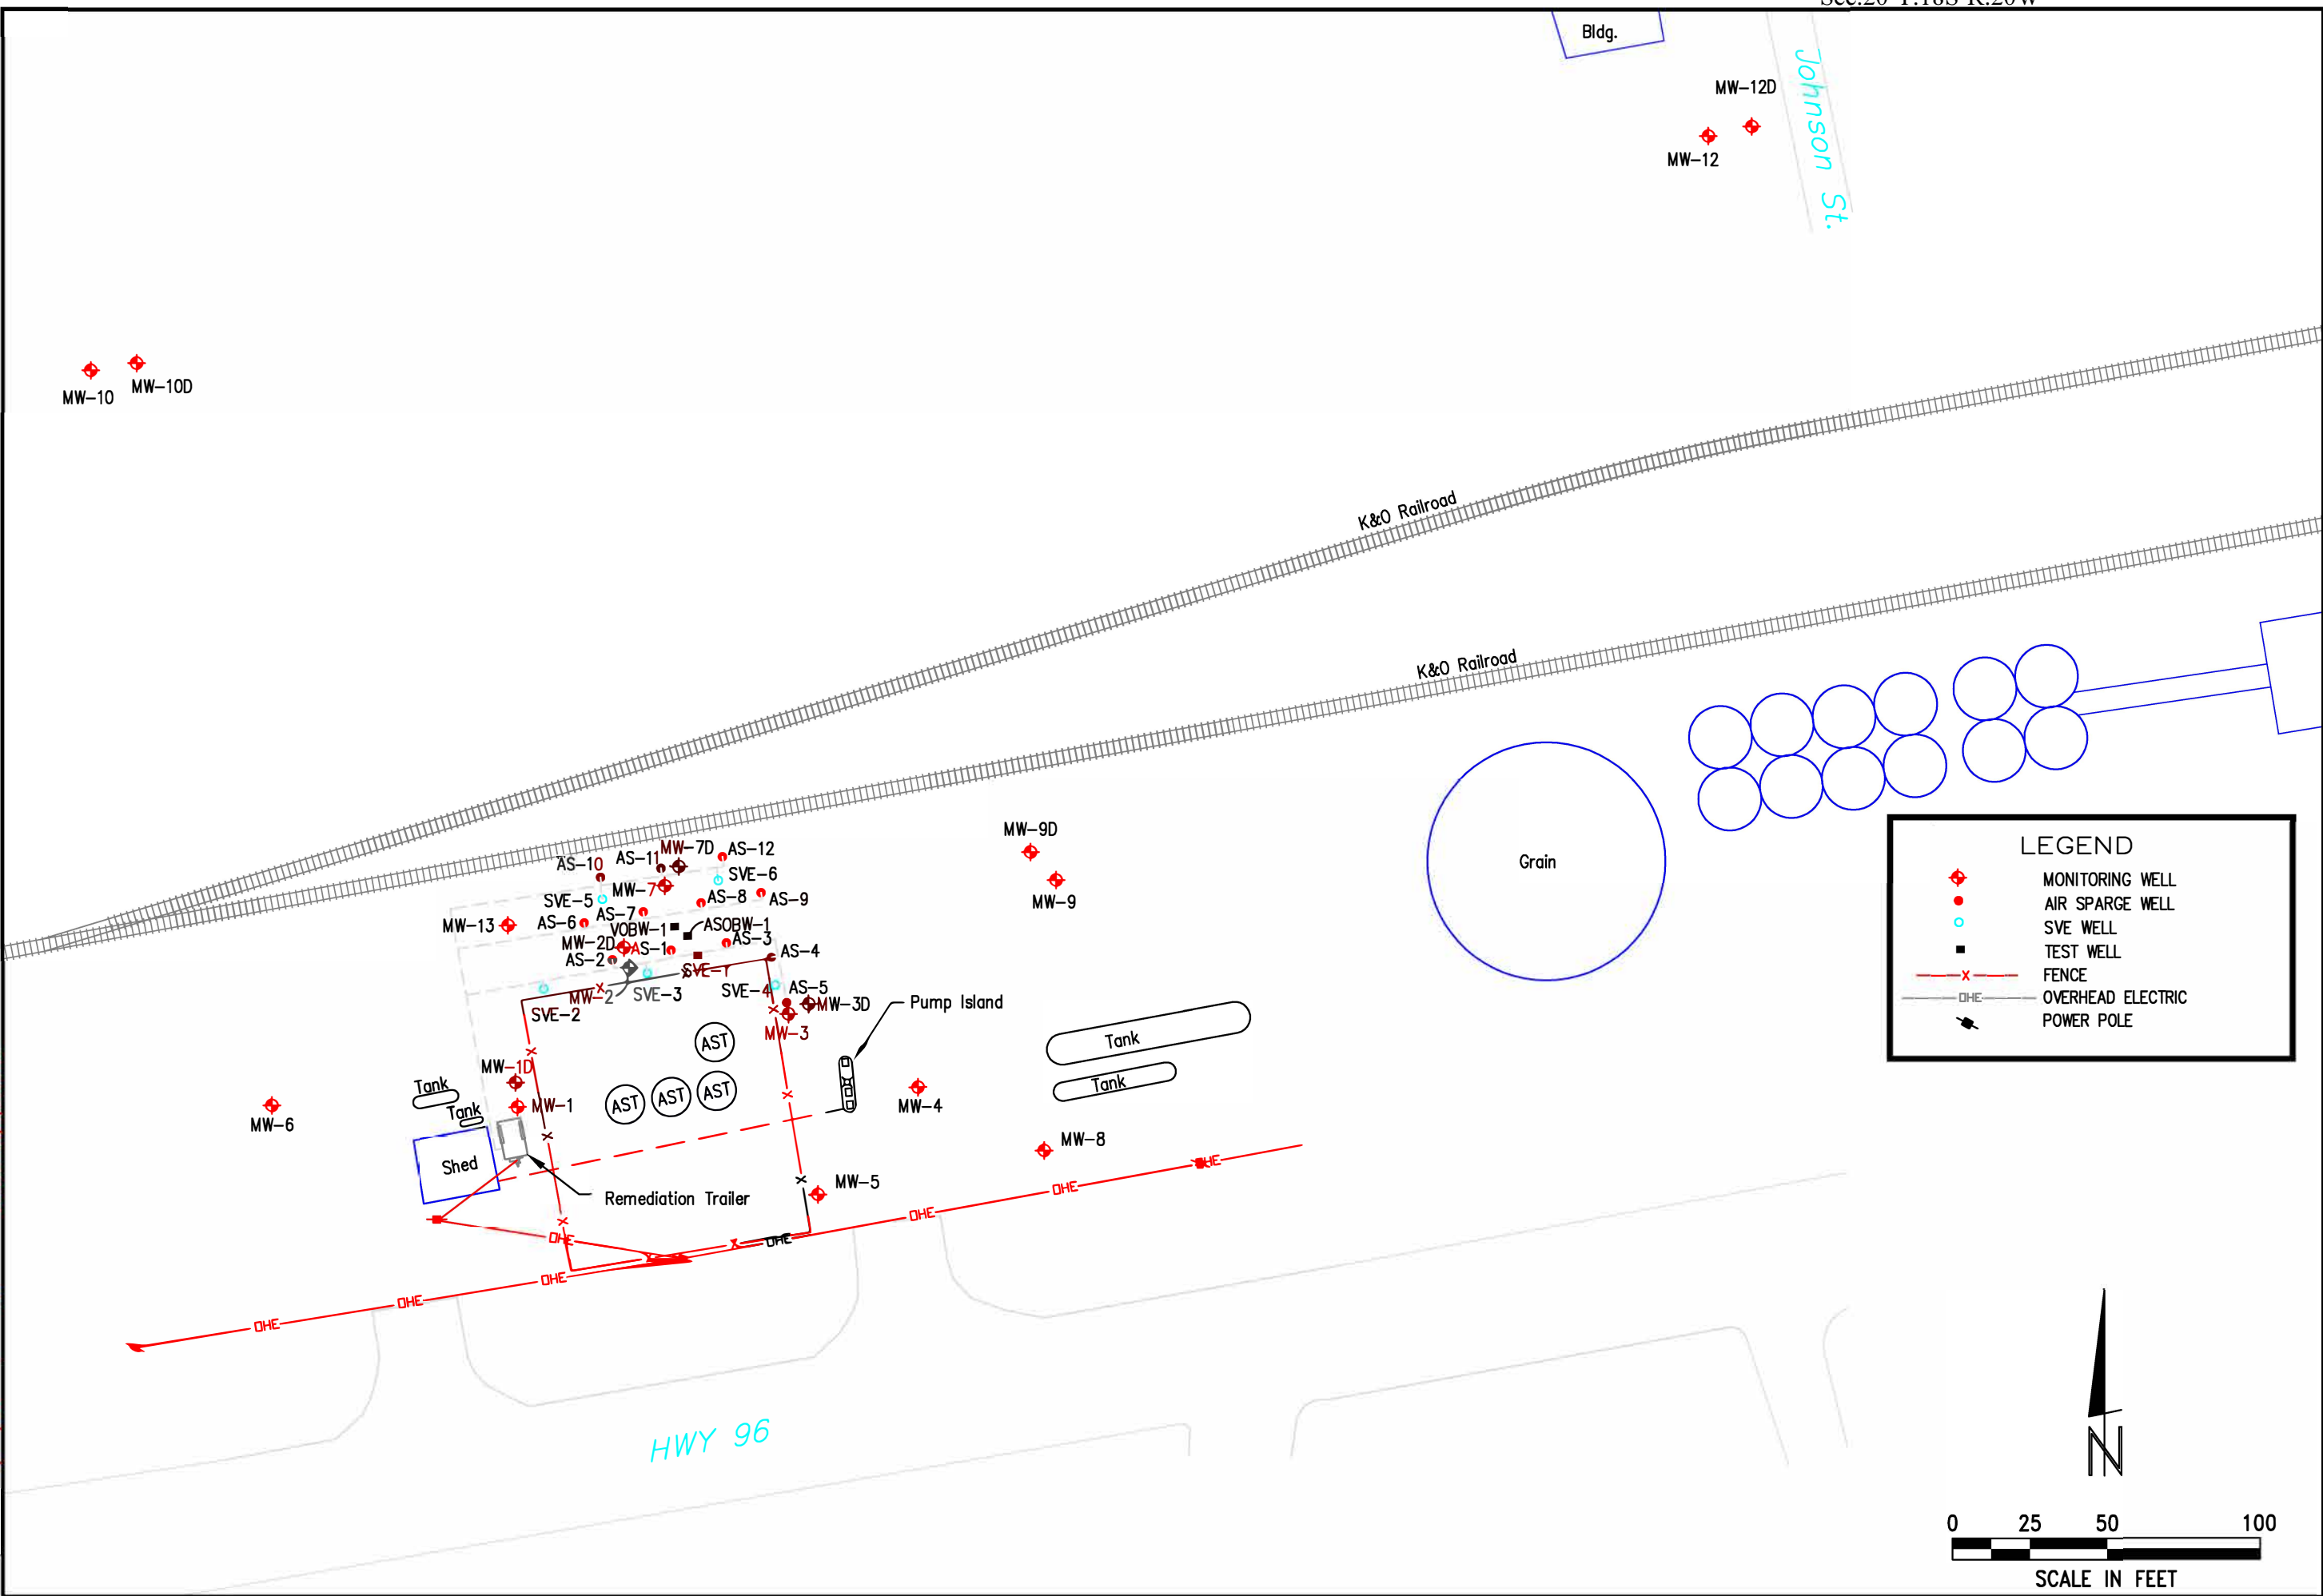 Sec.20 T.18S R.20W
Bldg.
Johnson St.
MW-12D
MW-12
MW-10
MW-10D
K&O Railroad
K&O Railroad
MW-9D
MW-9
Grain
MW-7D
AS-12
AS-11
AS-10
SVE-6
MW-7
SVE-5
AS-8
AS-9
AS-7
AS-6
MW-13
VOBW-1
ASOBW-1
MW-2D
AS-1
AS-3
AS-4
AS-2
SVE-1
SVE-4
AS-5
MW-2
SVE-3
SVE-2
MW-3D
MW-3
Pump Island
AST
AST
AST
AST
Tank
Tank
MW-1D
MW-1
Tank
Tank
MW-6
MW-4
MW-8
MW-5
Shed
Remediation Trailer
OHE
OHE
OHE
OHE
OHE
OHE
OHE
OHE
HWY 96
LEGEND
MONITORING WELL
AIR SPARGE WELL
SVE WELL
TEST WELL
X FENCE
OHE OVERHEAD ELECTRIC
POWER POLE
N
0 25 50 100
SCALE IN FEET